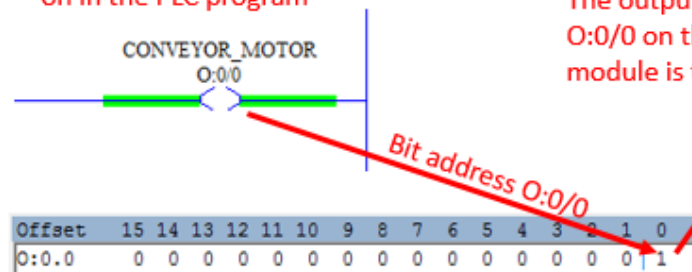 on in the PLC program
The outpu
O:0/0 on th
module is
CONVEYOR_MOTOR
O:0/0
Bit address O:0/0
Offset 15 14 13 12 11 10 9 8 7 6 5 4 3 2 1 0
O:0.0 0 0 0 0 0 0 0 0 0 0 0 0 0 0 0 1